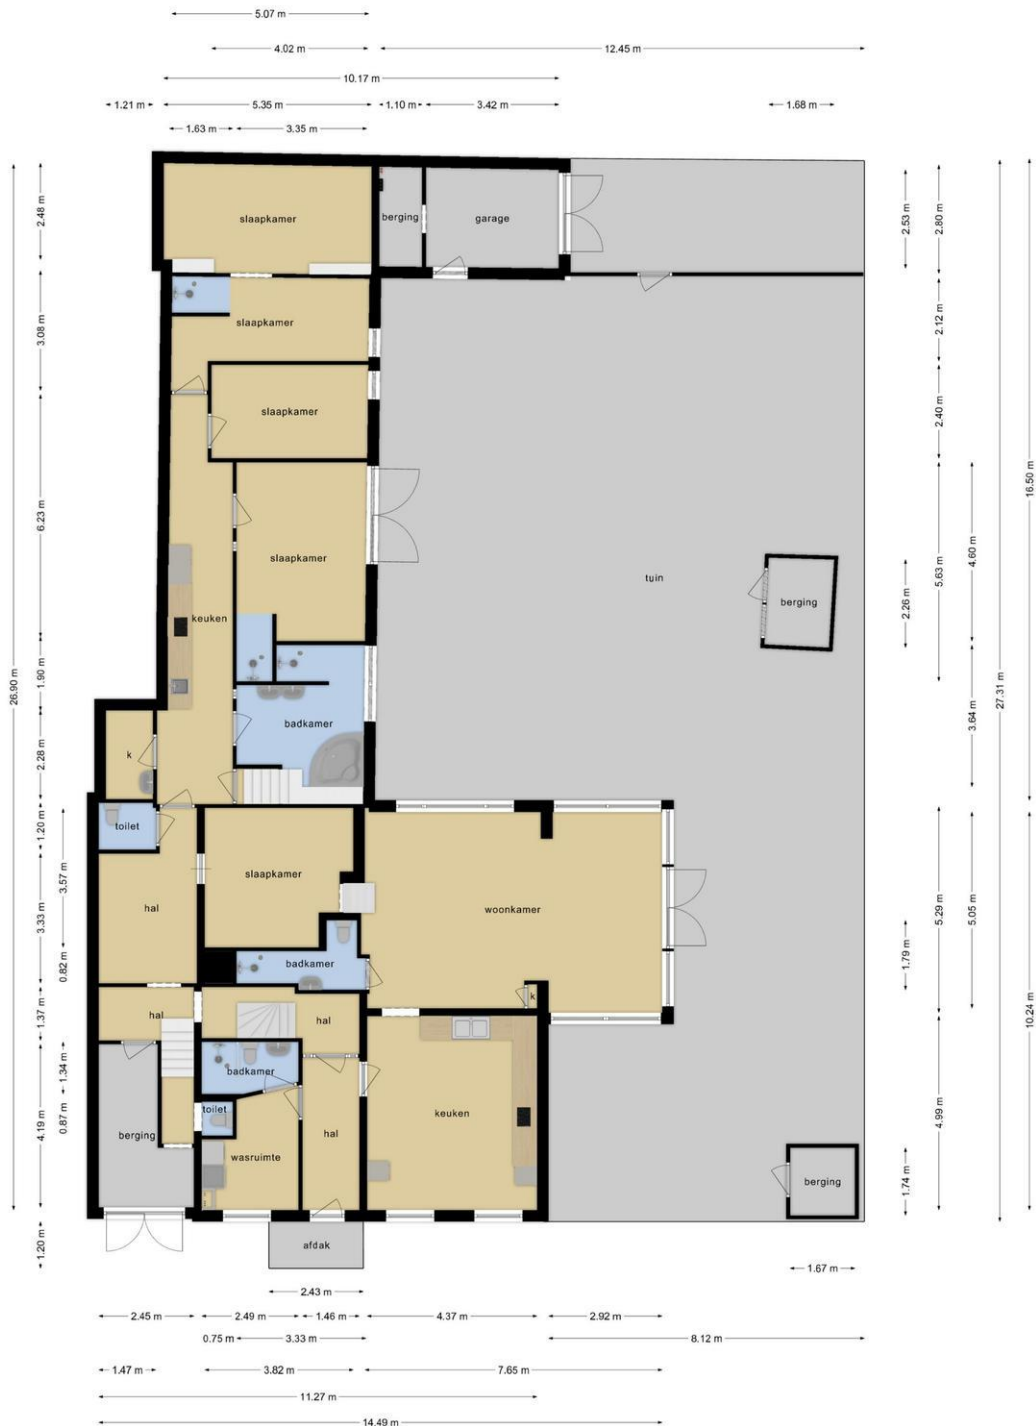 5.07 m
4.02 m
12.45 m
10.17 m
1.21 m
5.35 m
1.10 m
3.42 m
1.68 m
1.63 m
3.35 m
slaapkamer
berging
garage
slaapkamer
slaapkamer
slaapkamer
tuin
berging
keuken
badkamer
k
toilet
slaapkamer
hal
woonkamer
badkamer
k
hal
hal
badkamer
keuken
toilet
berging
hal
wasruimte
berging
afdak
26.90 m
2.48 m
3.08 m
6.23 m
1.90 m
2.28 m
1.20 m
3.33 m
1.37 m
4.19 m
1.20 m
3.57 m
0.82 m
1.34 m
0.87 m
2.53 m
2.26 m
1.79 m
1.74 m
2.80 m
2.12 m
2.40 m
5.63 m
5.29 m
4.99 m
4.60 m
3.64 m
5.05 m
27.31 m
16.50 m
10.24 m
1.67 m
2.43 m
2.45 m
2.49 m
1.46 m
4.37 m
2.92 m
0.75 m
3.33 m
8.12 m
1.47 m
3.82 m
7.65 m
11.27 m
14.49 m